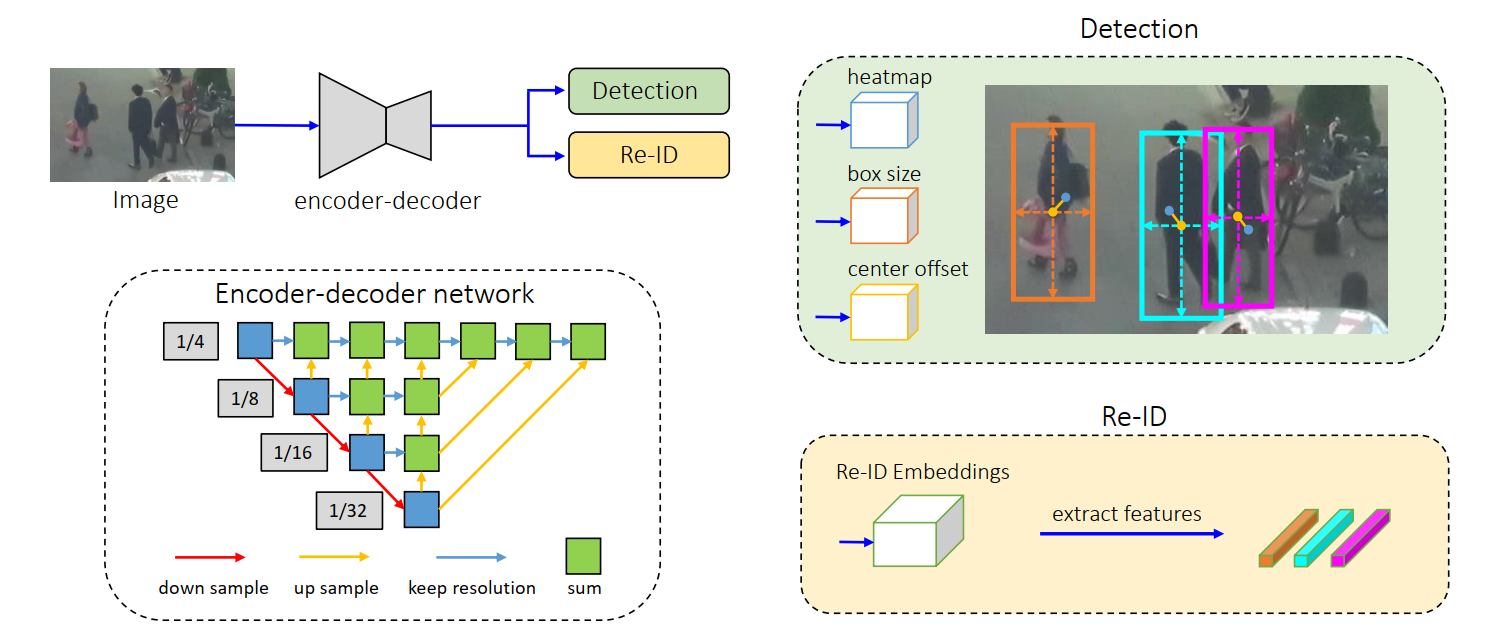 Image
encoder-decoder
Detection
Re-ID
Encoder-decoder network
1/4
1/8
1/16
1/32
down sample
up sample
keep resolution
sum
Detection
heatmap
box size
center offset
Re-ID
Re-ID Embeddings
extract features